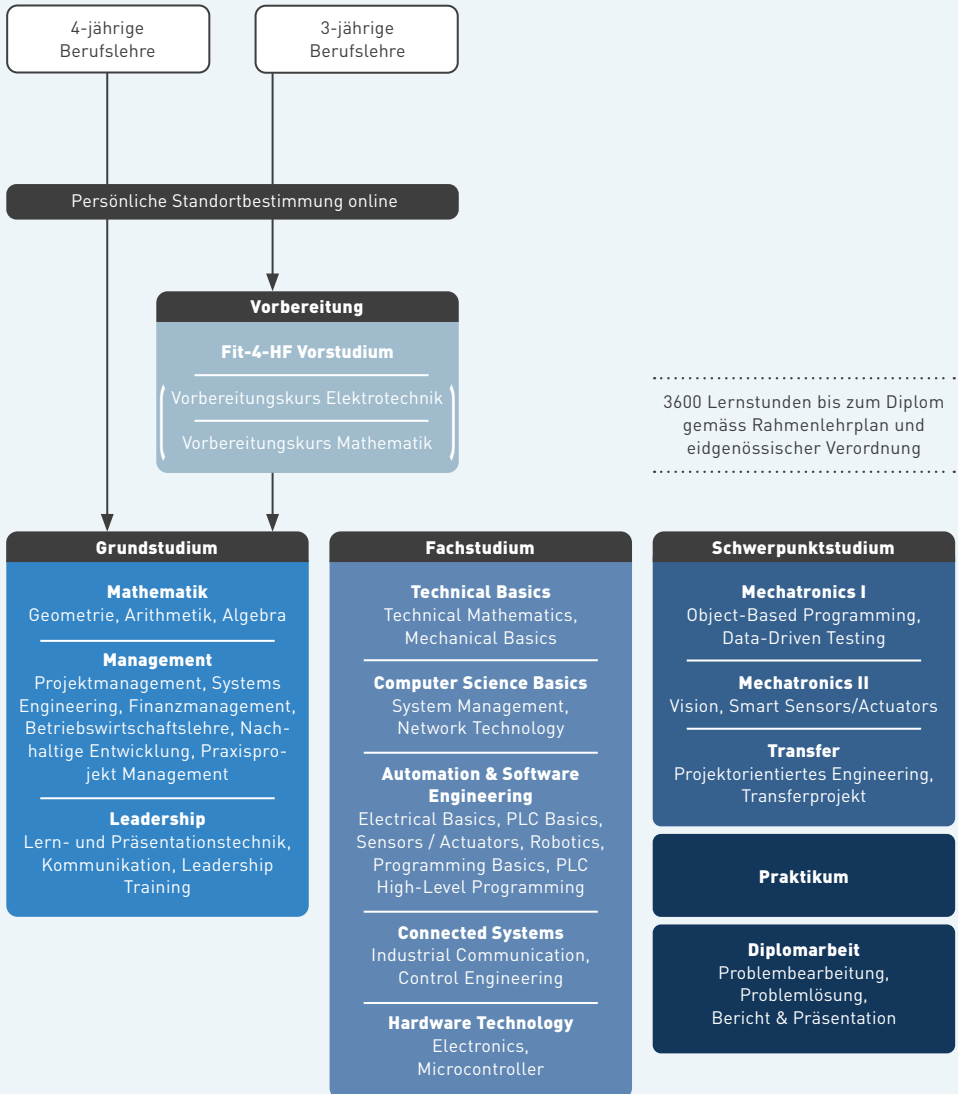 4-jährige
Berufslehre
3-jährige
Berufslehre
Persönliche Standortbestimmung online
Vorbereitung
Fit-4-HF Vorstudium
Vorbereitungskurs Elektrotechnik
Vorbereitungskurs Mathematik
3600 Lernstunden bis zum Diplom
gemäss Rahmenlehrplan und
eidgenössischer Verordnung
Grundstudium
Mathematik
Geometrie, Arithmetik, Algebra
Management
Projektmanagement, Systems
Engineering, Finanzmanagement,
Betriebswirtschaftslehre, Nach-
haltige Entwicklung, Praxispro-
jekt Management
Leadership
Lern- und Präsentationstechnik,
Kommunikation, Leadership
Training
Fachstudium
Technical Basics
Technical Mathematics,
Mechanical Basics
Computer Science Basics
System Management,
Network Technology
Automation & Software
Engineering
Electrical Basics, PLC Basics,
Sensors / Actuators, Robotics,
Programming Basics, PLC
High-Level Programming
Connected Systems
Industrial Communication,
Control Engineering
Hardware Technology
Electronics,
Microcontroller
Schwerpunktstudium
Mechatronics I
Object-Based Programming,
Data-Driven Testing
Mechatronics II
Vision, Smart Sensors/Actuators
Transfer
Projektorientiertes Engineering,
Transferprojekt
Praktikum
Diplomarbeit
Problembearbeitung,
Problemlösung,
Bericht & Präsentation